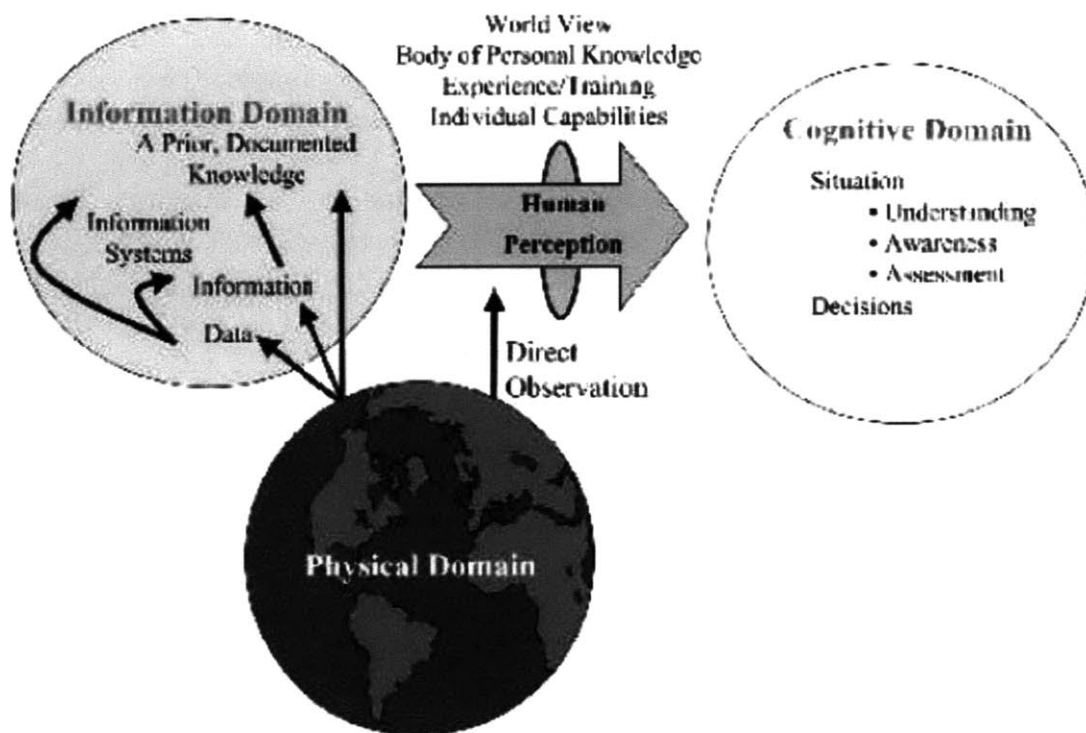 World View
Body of Personal Knowledge
Experience/Training
Individual Capabilities
Information Domain
A Prior, Documented
Knowledge
Information
Systems
Information
Data
Human
Perception
Cognitive Domain
Situation
• Understanding
• Awareness
• Assessment
Decisions
Direct
Observation
Physical Domain